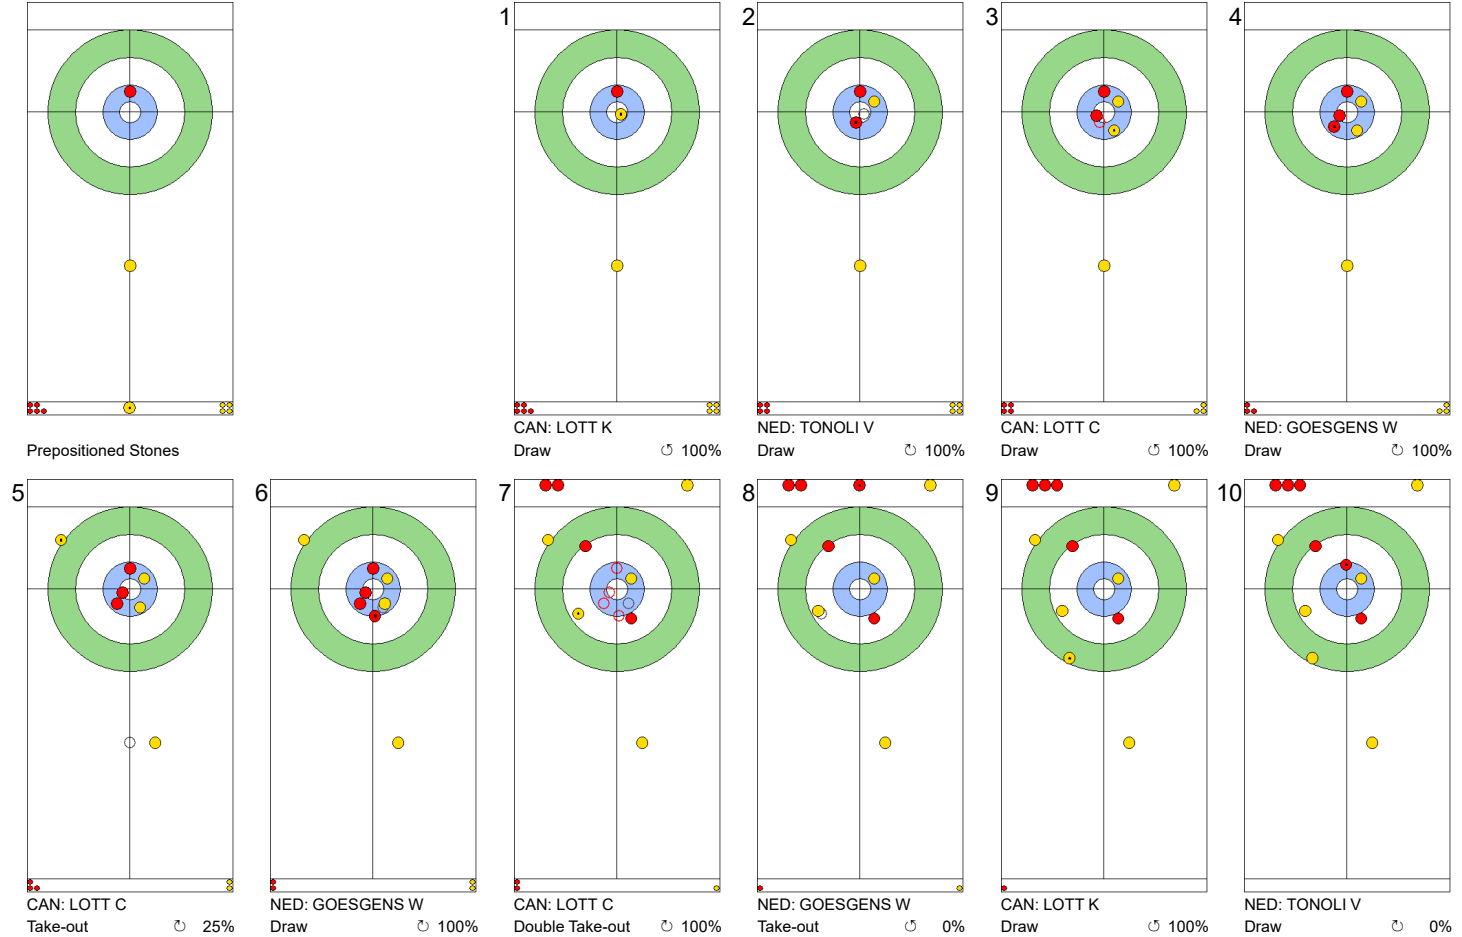 1
2
3
4
Prepositioned Stones
CAN: LOTT K
Draw ↺ 100%
NED: TONOLI V
Draw ↻ 100%
CAN: LOTT C
Draw ↺ 100%
NED: GOESGENS W
Draw ↻ 100%
5
6
7
8
9
10
CAN: LOTT C
Take-out ↻ 25%
NED: GOESGENS W
Draw ↻ 100%
CAN: LOTT C
Double Take-out ↻ 100%
NED: GOESGENS W
Take-out ↺ 0%
CAN: LOTT K
Draw ↻ 100%
NED: TONOLI V
Draw ↻ 0%